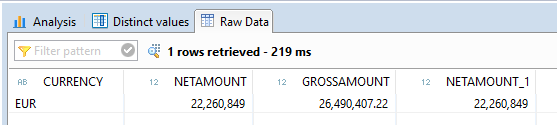 Analysis Distinct values Raw Data
Filter pattern 1 rows retrieved - 219 ms
AB CURRENCY 12 NETAMOUNT 12 GROSSAMOUNT 12 NETAMOUNT_1
EUR 22,260,849 26,490,407.22 22,260,849